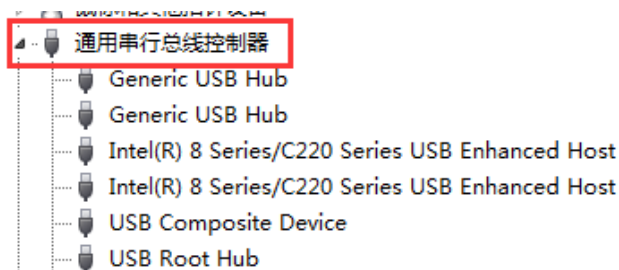 通用串行总线控制器
Generic USB Hub
Generic USB Hub
Intel(R) 8 Series/C220 Series USB Enhanced Host
Intel(R) 8 Series/C220 Series USB Enhanced Host
USB Composite Device
USB Root Hub